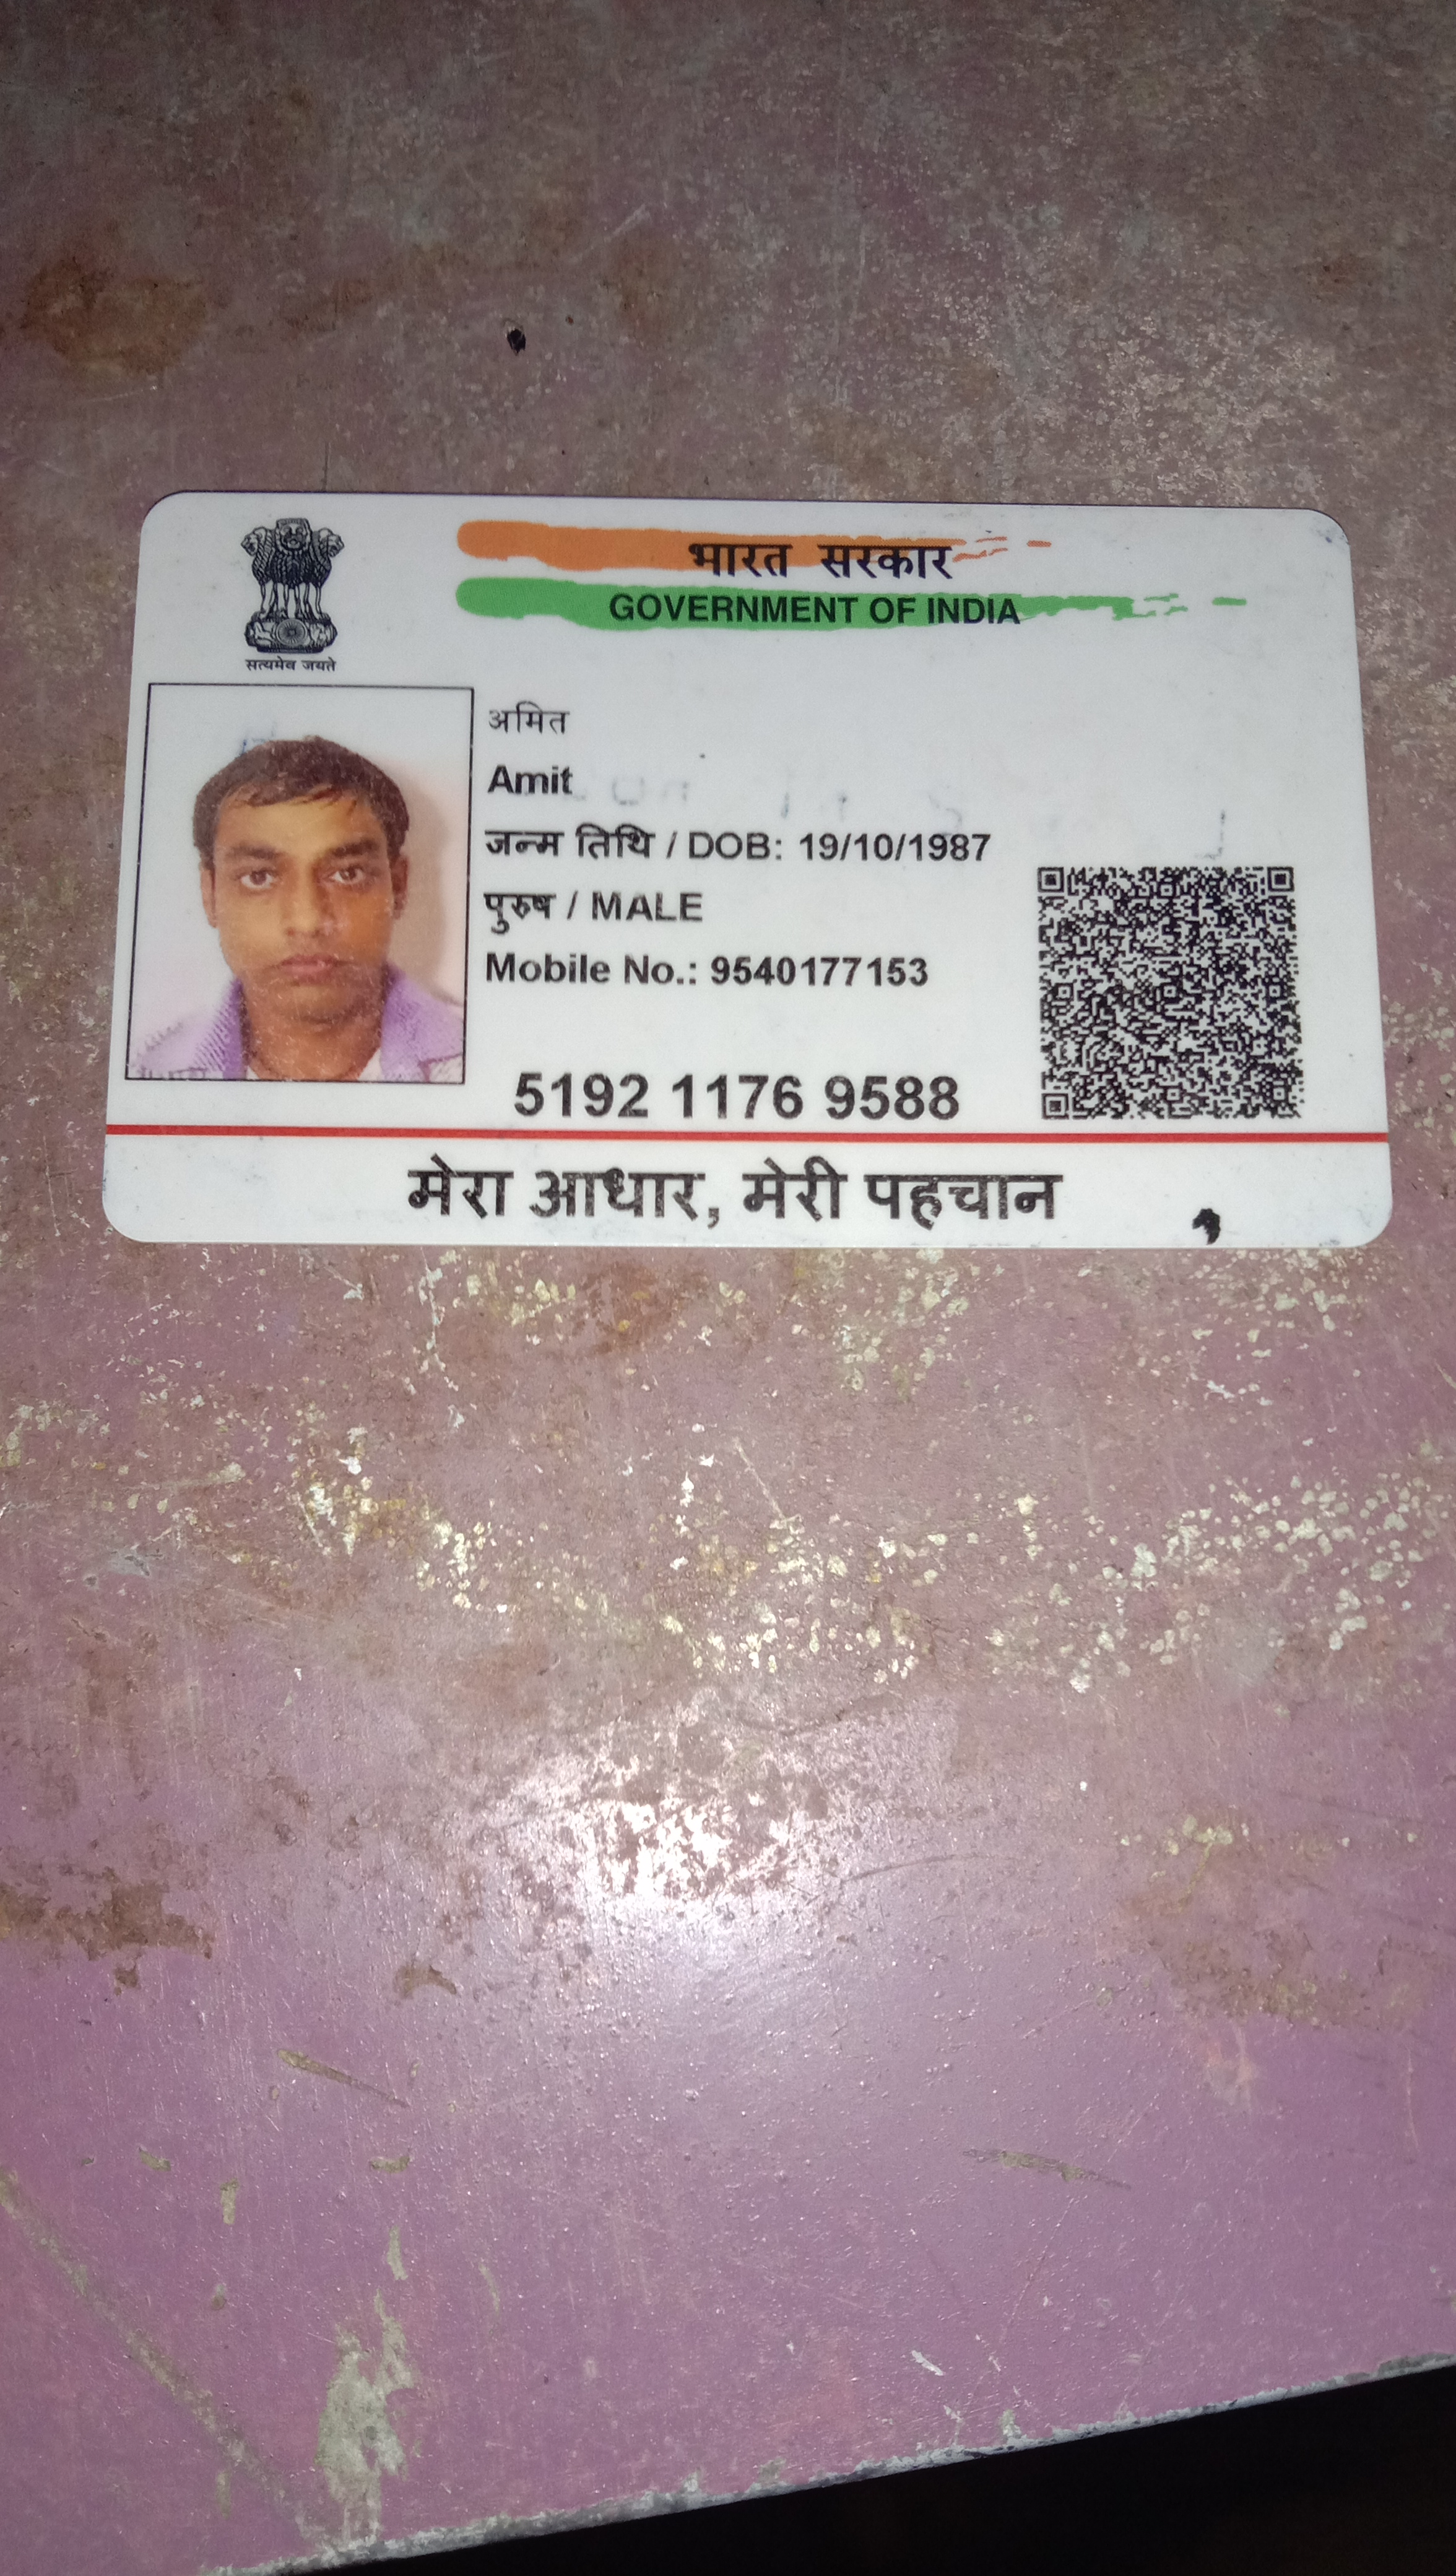 भारत सरकार
GOVERNMENT OF INDIA
सत्यमेव जयते
अमित
Amit
जन्म तिथि / DOB: 19/10/1987
पुरुष / MALE
Mobile No.: 9540177153
5192 1176 9588
मेरा आधार, मेरी पहचान